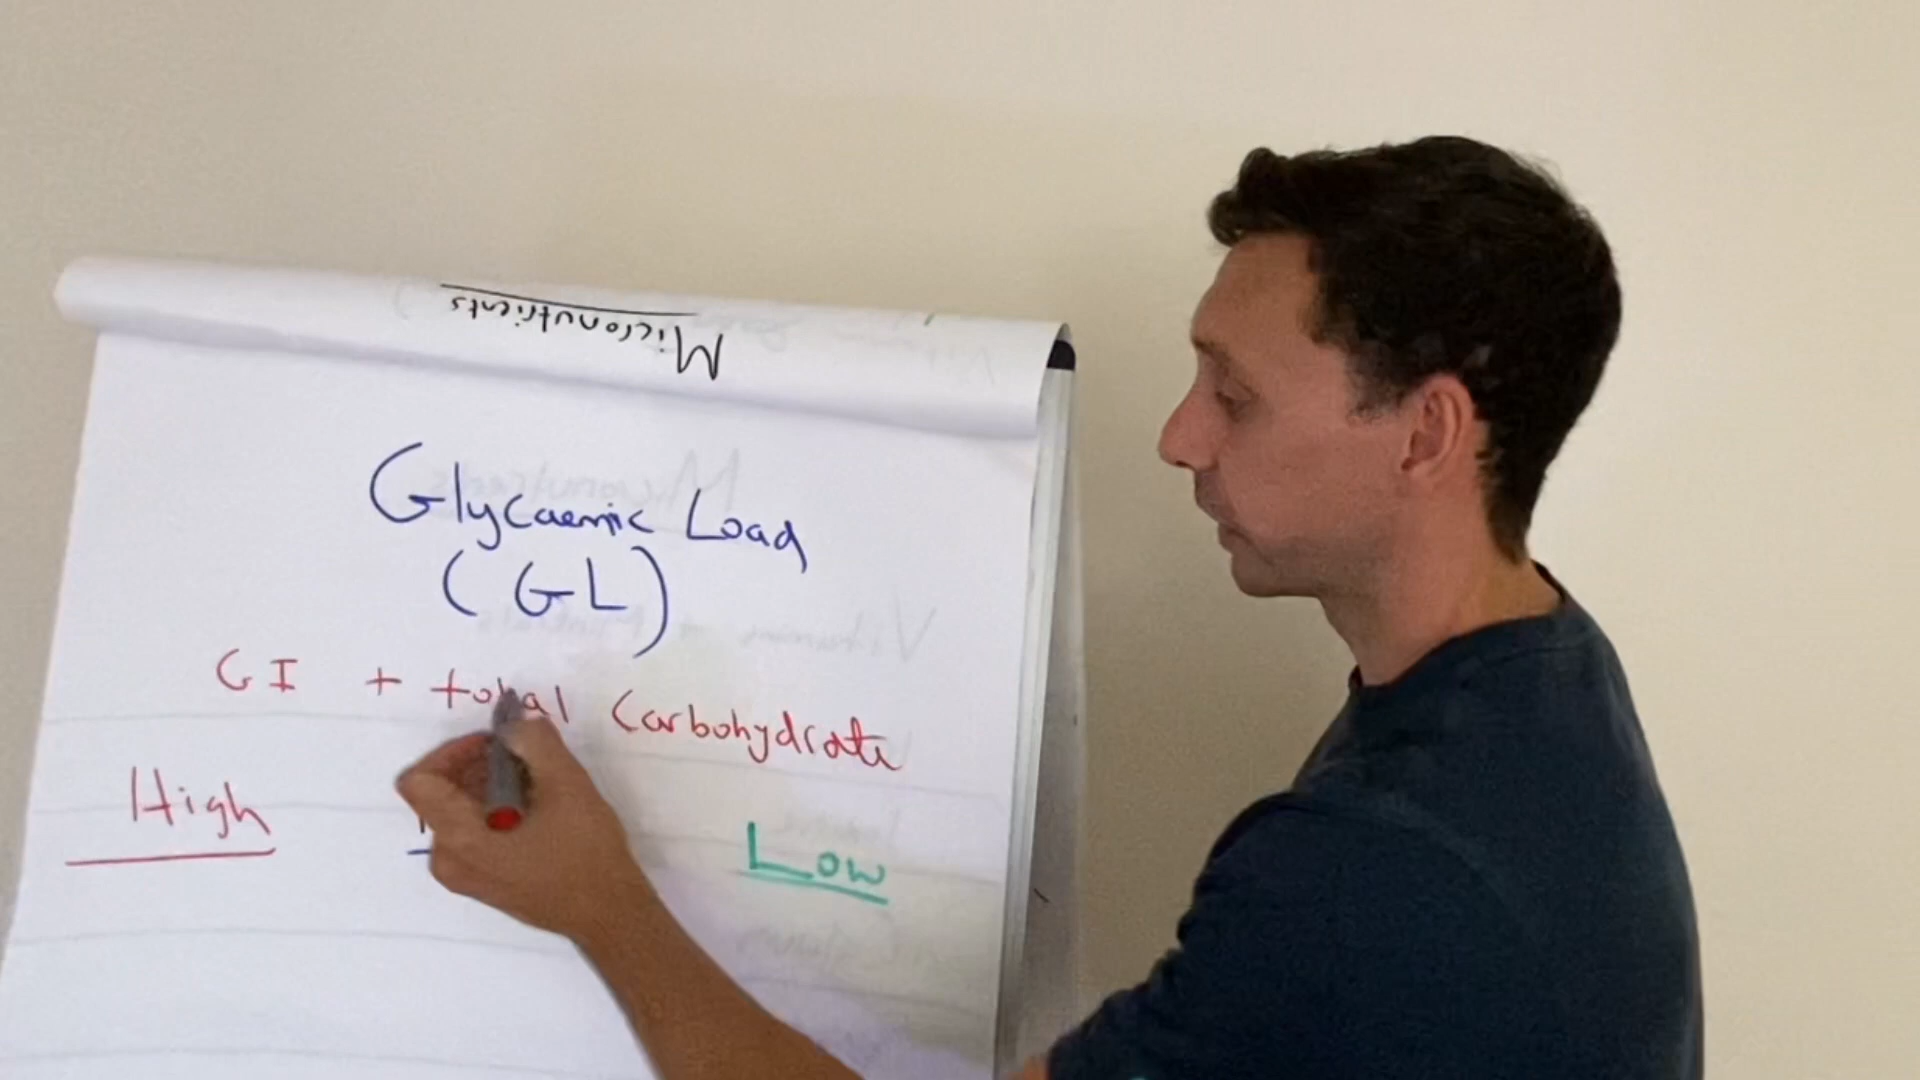 Micronutrients
Glycaemic Load
(GL)
GI + total Carbohydrate
High Low